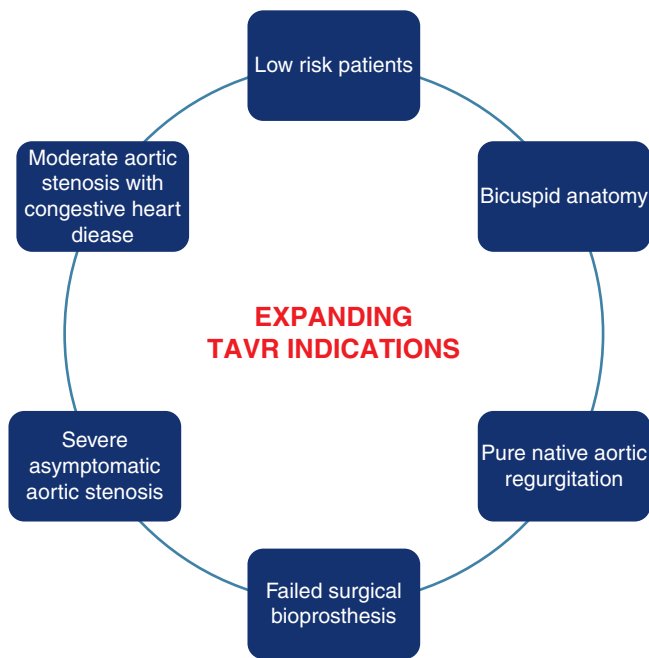 Low risk patients
Bicuspid anatomy
Pure native aortic
regurgitation
Failed surgical
bioprosthesis
Severe
asymptomatic
aortic stenosis
Moderate aortic
stenosis with
congestive heart
diease
EXPANDING
TAVR INDICATIONS